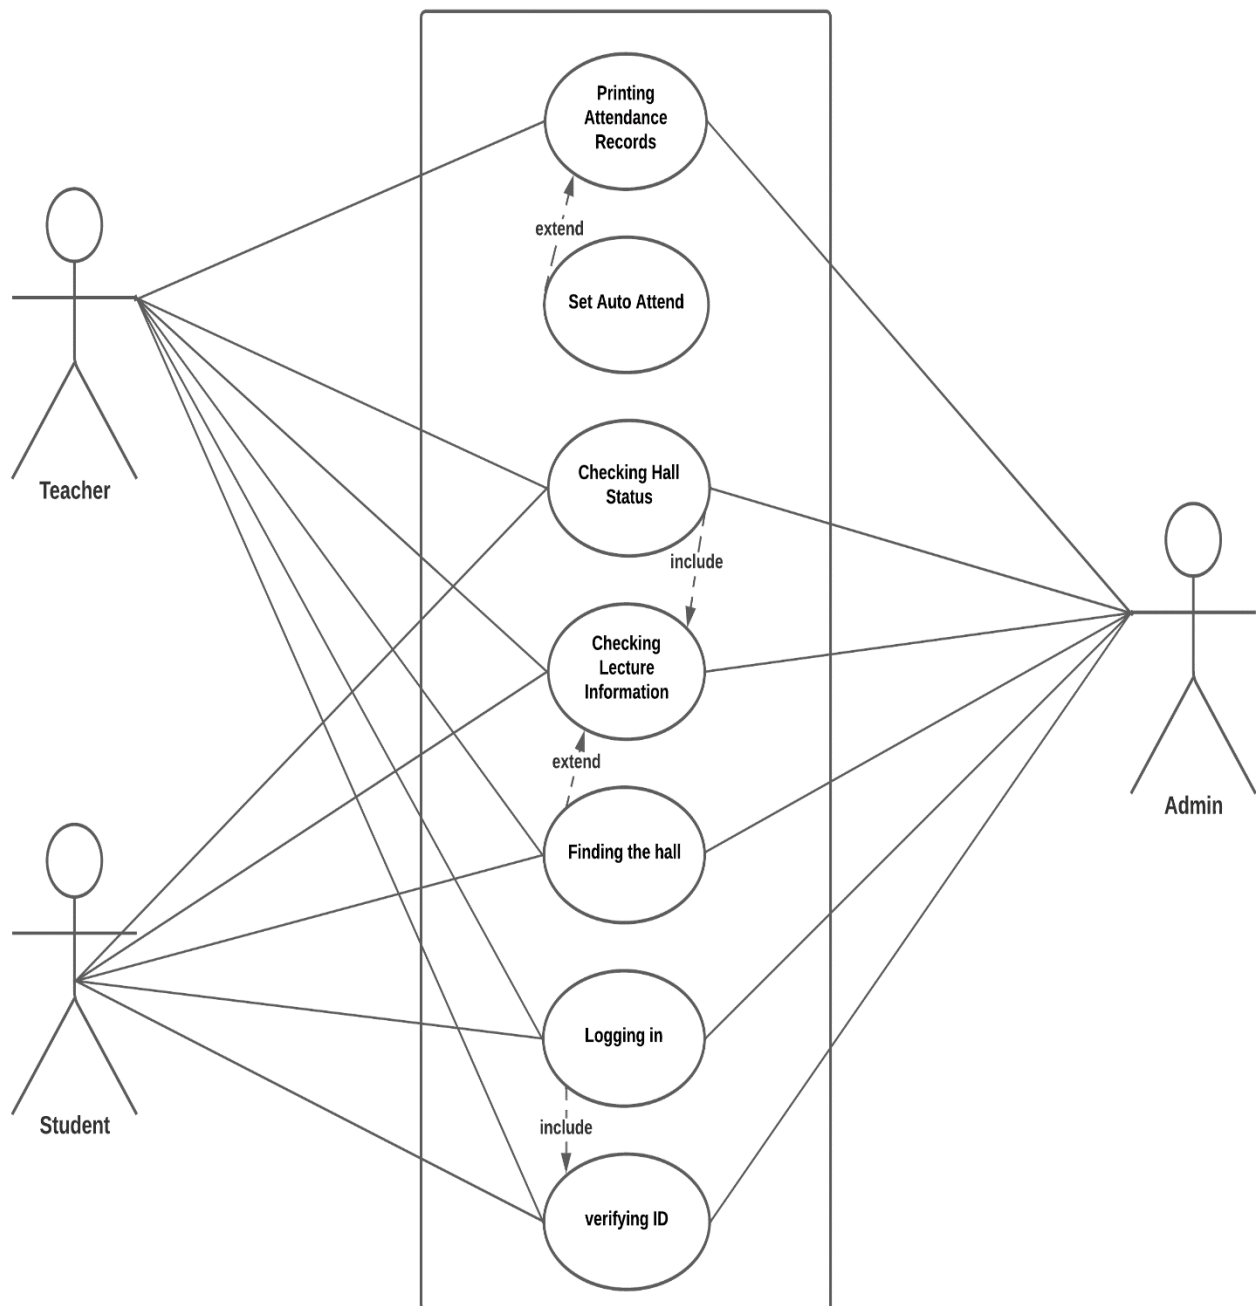 Printing
Attendance
Records
extend
Set Auto Attend
Teacher
Checking Hall
Status
include
Checking
Lecture
Information
extend
Admin
Finding the hall
Logging in
Student
include
verifying ID